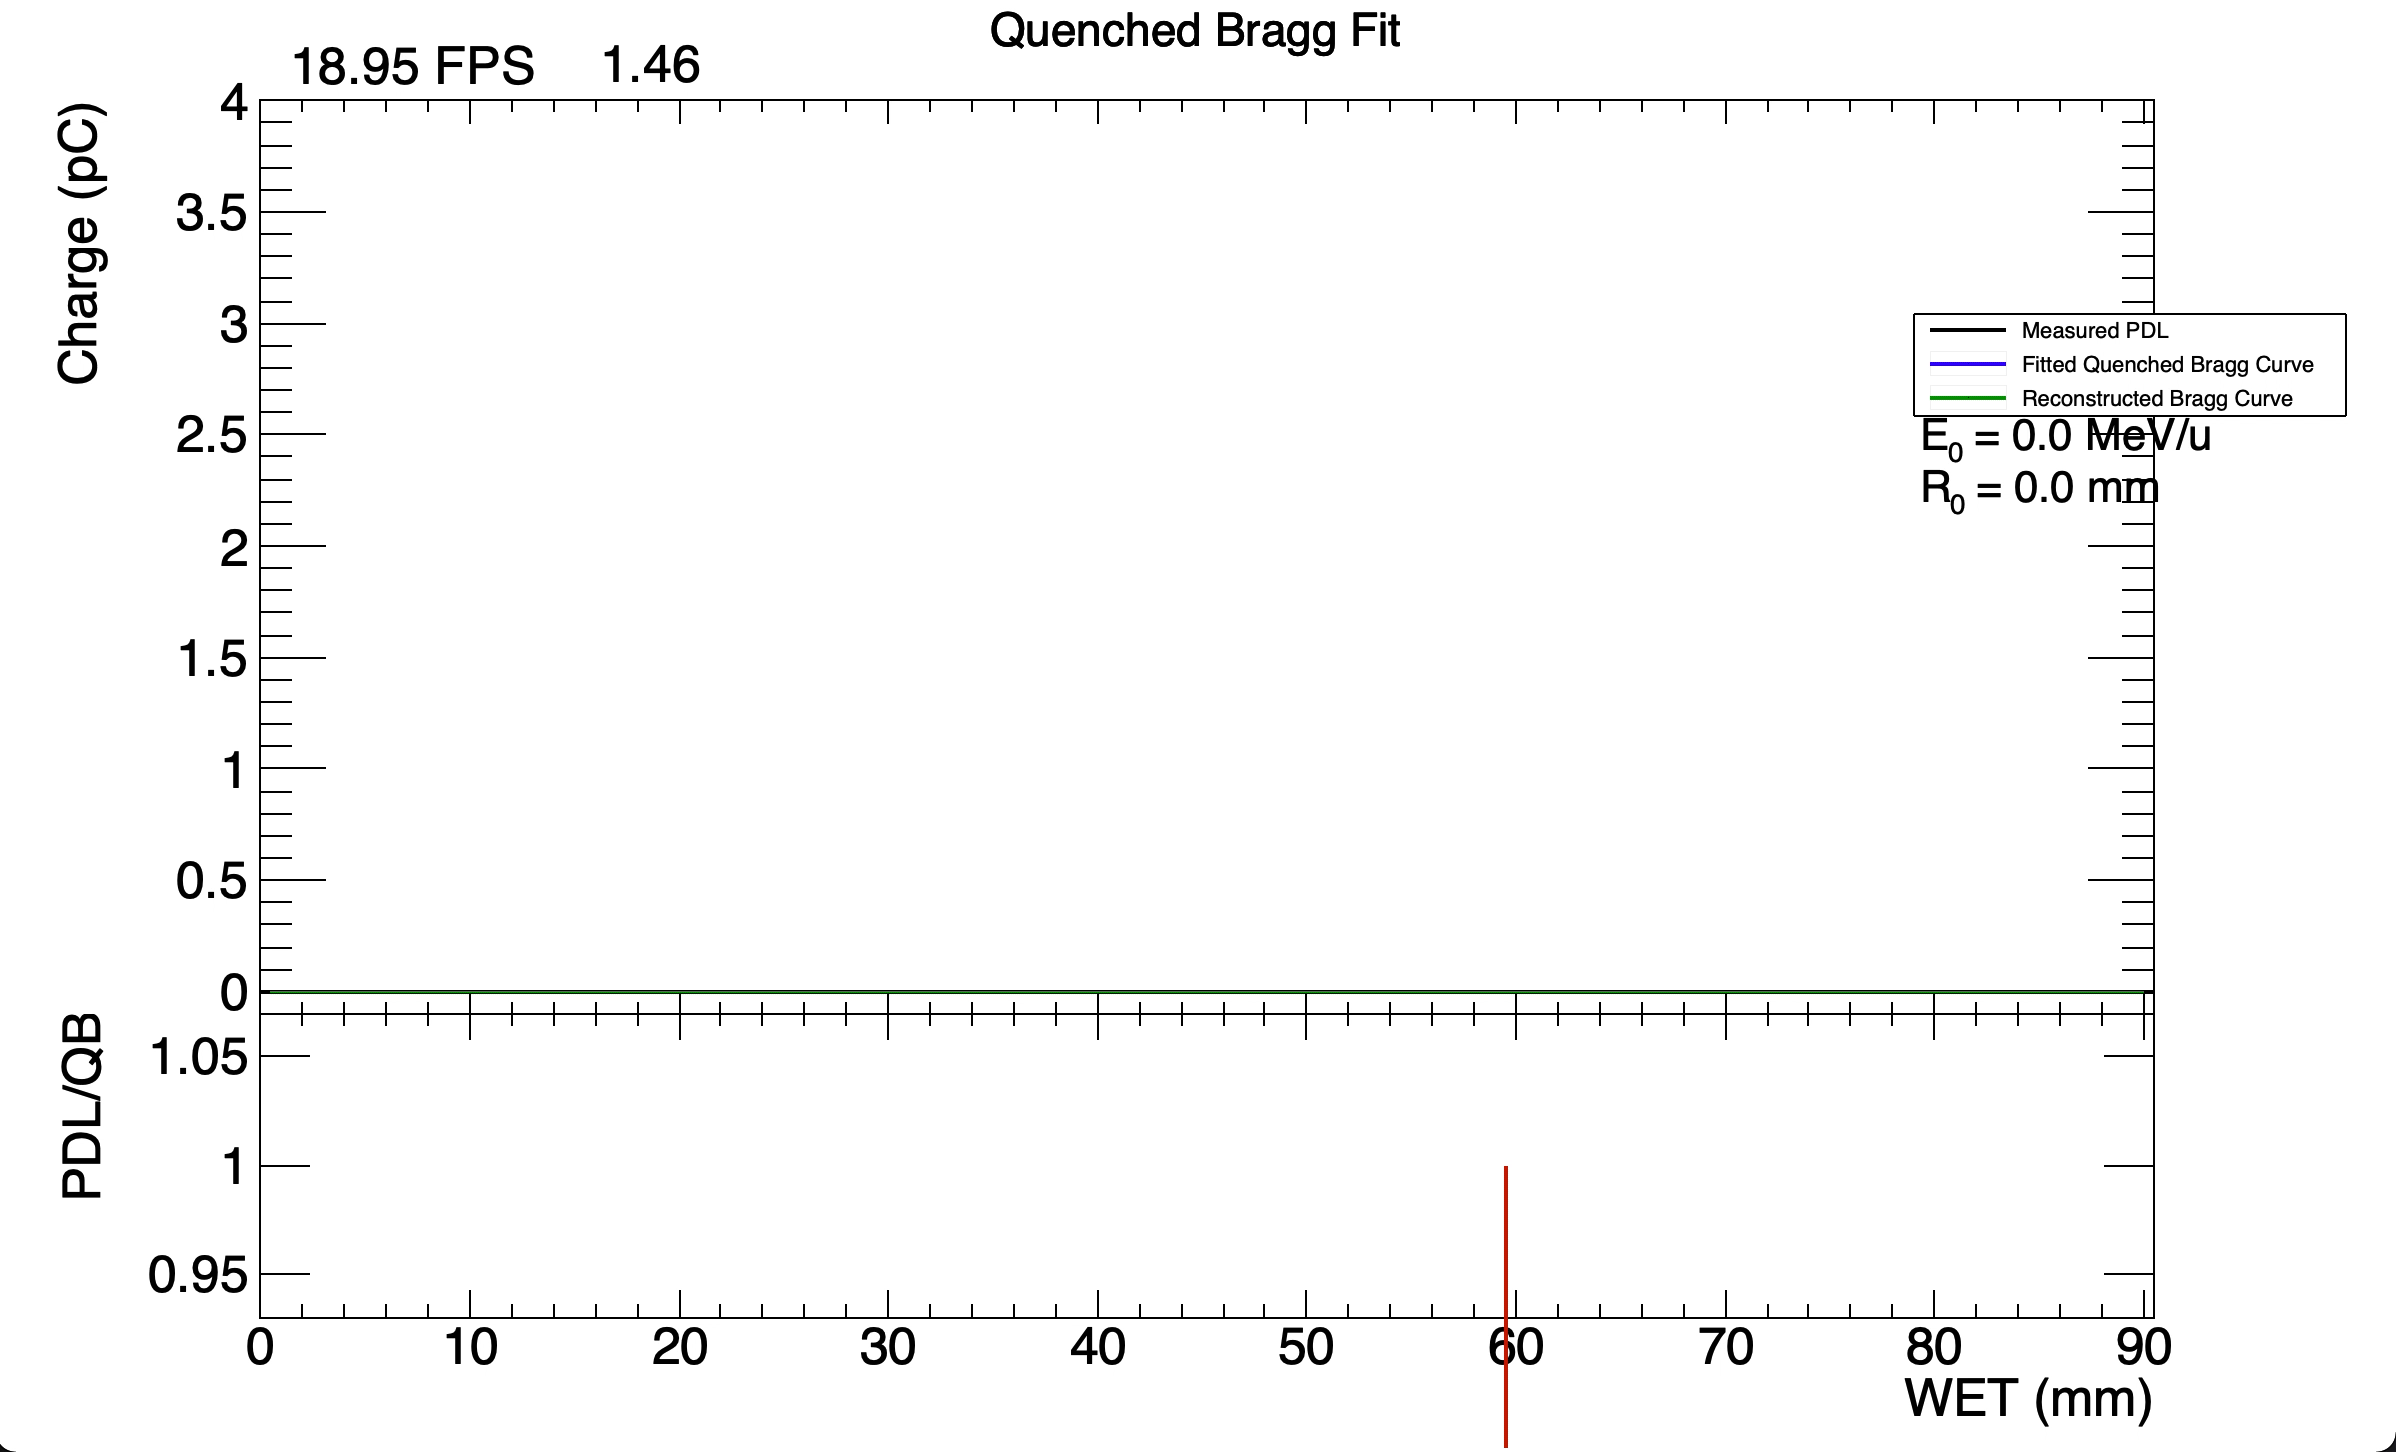 Quenched Bragg Fit
18.95 FPS 1.46
Charge (pC)
4
3.5
3
2.5
2
1.5
1
0.5
0
Measured PDL
Fitted Quenched Bragg Curve
Reconstructed Bragg Curve
E0 = 0.0 MeV/u
R0 = 0.0 mm
PDL/QB
1.05
1
0.95
0 10 20 30 40 50 60 70 80 90
WET (mm)